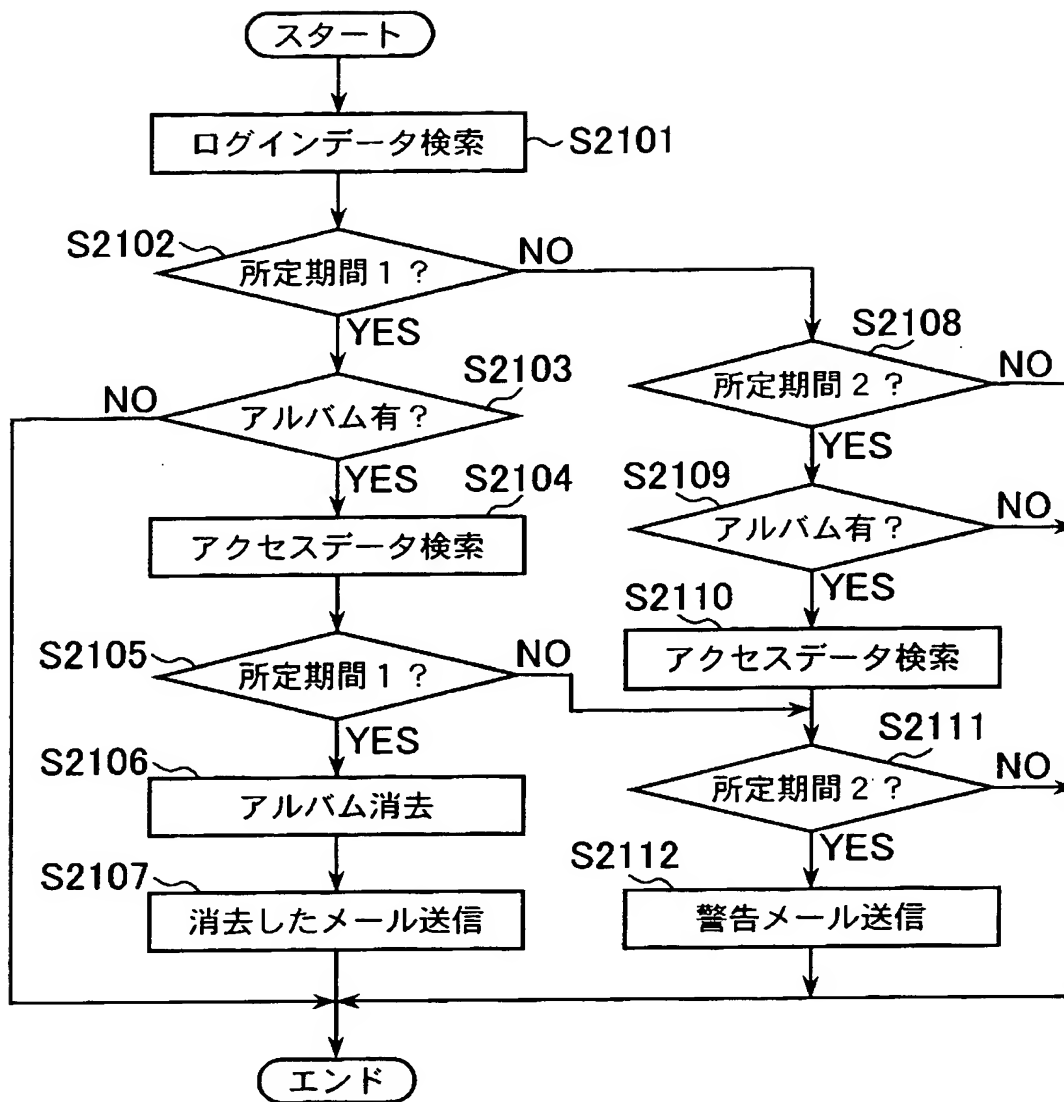 スタート
ログインデータ検索
S2101
S2102
所定期間1?
NO
YES
S2103
NO
アルバム有?
YES
S2104
アクセスデータ検索
S2105
所定期間1?
NO
YES
S2106
アルバム消去
S2107
消去したメール送信
S2108
所定期間2?
NO
YES
S2109
アルバム有?
NO
YES
S2110
アクセスデータ検索
S2111
所定期間2?
NO
YES
S2112
警告メール送信
エンド